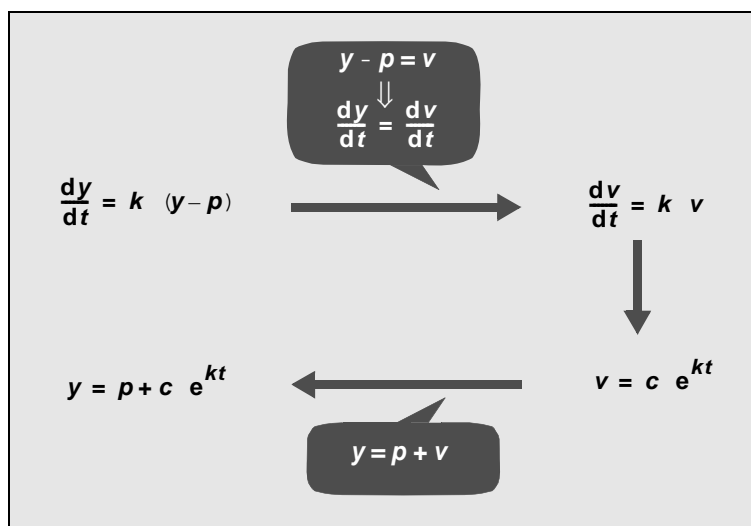 y - p = v
⇓
dy/dt = dv/dt
dy/dt = k (y - p)
dv/dt = k v
y = p + c e^kt
v = c e^kt
y = p + v